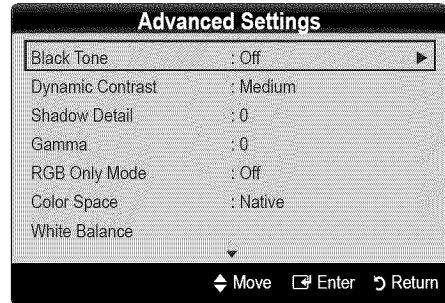 Advanced Settings
Black Tone : Off ▶
Dynamic Contrast : Medium
Shadow Detail : 0
Gamma : 0
RGB Only Mode : Off
Color Space : Native
White Balance
▼
Move Enter Return